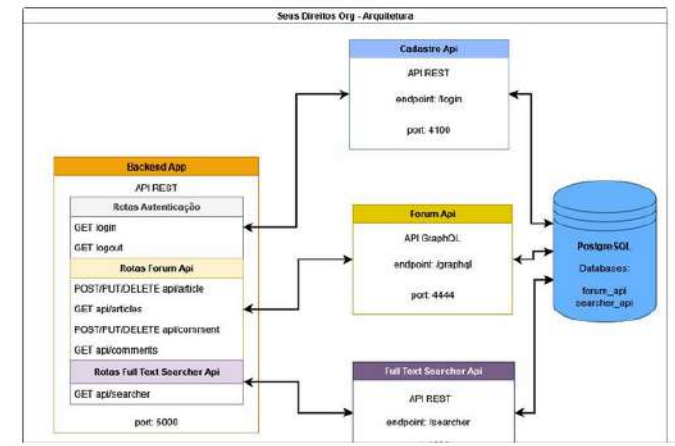 Seus Direitos Org - Arquitetura
Cadastre Api
API REST
endpoint: /login
port: 4100
Backend App
API REST
Rotas Autenticação
GET login
GET logout
Rotas Forum Api
POST/PUT/DELETE api/article
GET api/articles
POST/PUT/DELETE api/comment
GET api/comments
Rotas Full Text Searcher Api
GET api/searcher
port: 5000
Forum Api
API GraphQL
endpoint: /graphql
port: 4444
Full Text Searcher Api
API REST
endpoint: /searcher
PostgreSQL
Databases:
forum_api
searcher_api